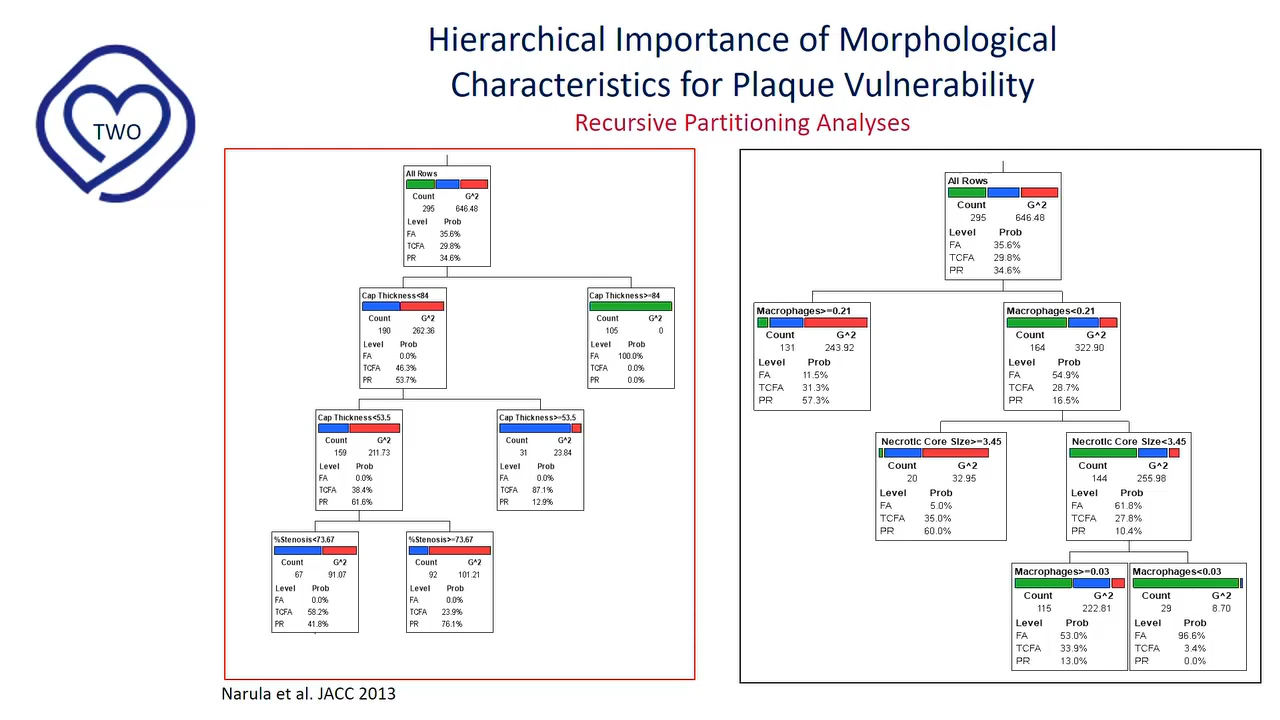 Hierarchical Importance of Morphological
Characteristics for Plaque Vulnerability
Recursive Partitioning Analyses
TWO
All Rows
Count G^2
295 646.48
Level Prob
FA 35.6%
TCFA 29.8%
PR 34.6%
Cap Thickness<84
Count G^2
190 262.36
Level Prob
FA 0.0%
TCFA 46.3%
PR 53.7%
Cap Thickness>=84
Count G^2
105 0
Level Prob
FA 100.0%
TCFA 0.0%
PR 0.0%
Cap Thickness<53.5
Count G^2
159 211.73
Level Prob
FA 0.0%
TCFA 38.4%
PR 61.6%
Cap Thickness>=53.5
Count G^2
31 23.84
Level Prob
FA 0.0%
TCFA 87.1%
PR 12.9%
%Stenosis<73.67
Count G^2
67 91.07
Level Prob
FA 0.0%
TCFA 58.2%
PR 41.8%
%Stenosis>=73.67
Count G^2
92 101.21
Level Prob
FA 0.0%
TCFA 23.9%
PR 76.1%
All Rows
Count G^2
295 646.48
Level Prob
FA 35.6%
TCFA 29.8%
PR 34.6%
Macrophages>=0.21
Count G^2
131 243.92
Level Prob
FA 11.5%
TCFA 31.3%
PR 57.3%
Macrophages<0.21
Count G^2
164 322.90
Level Prob
FA 54.9%
TCFA 28.7%
PR 16.5%
Necrotic Core Size>=3.45
Count G^2
20 32.95
Level Prob
FA 5.0%
TCFA 35.0%
PR 60.0%
Necrotic Core Size<3.45
Count G^2
144 255.98
Level Prob
FA 61.8%
TCFA 27.8%
PR 10.4%
Macrophages>=0.03
Count G^2
115 222.81
Level Prob
FA 53.0%
TCFA 33.9%
PR 13.0%
Macrophages<0.03
Count G^2
29 8.70
Level Prob
FA 96.6%
TCFA 3.4%
PR 0.0%
Narula et al. JACC 2013